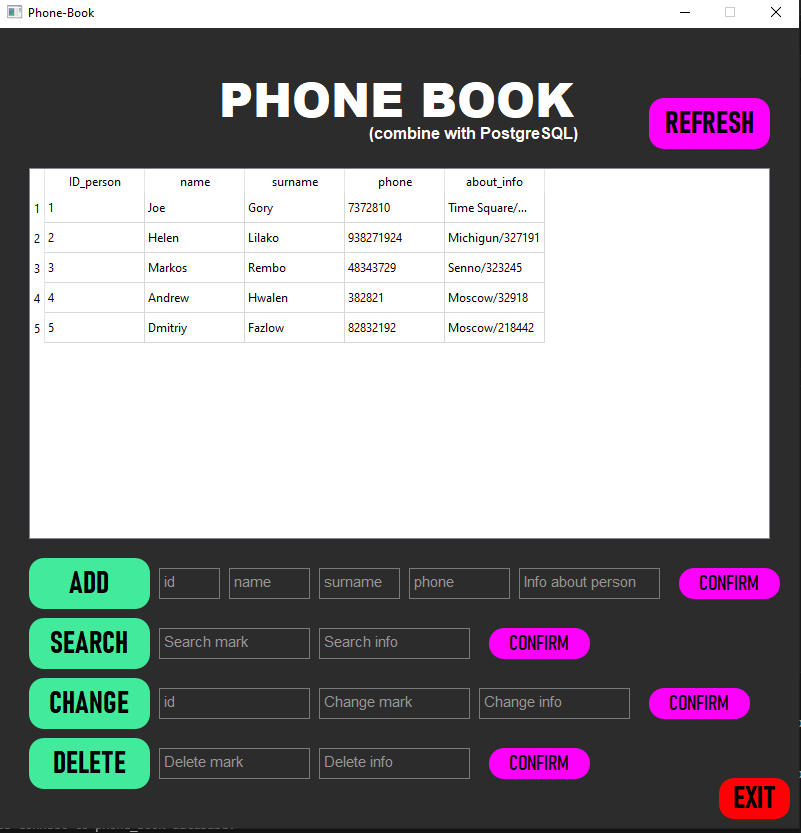 Phone-Book
PHONE BOOK
(combine with PostgreSQL)
REFRESH
ID_person name surname phone about_info
1 1 Joe Gory 7372810 Time Square/...
2 2 Helen Lilako 938271924 Michigun/327191
3 3 Markos Rembo 48343729 Senno/323245
4 4 Andrew Hwalen 382821 Moscow/32918
5 5 Dmitriy Fazlow 82832192 Moscow/218442
ADD id name surname phone Info about person CONFIRM
SEARCH Search mark Search info CONFIRM
CHANGE id Change mark Change info CONFIRM
DELETE Delete mark Delete info CONFIRM
EXIT